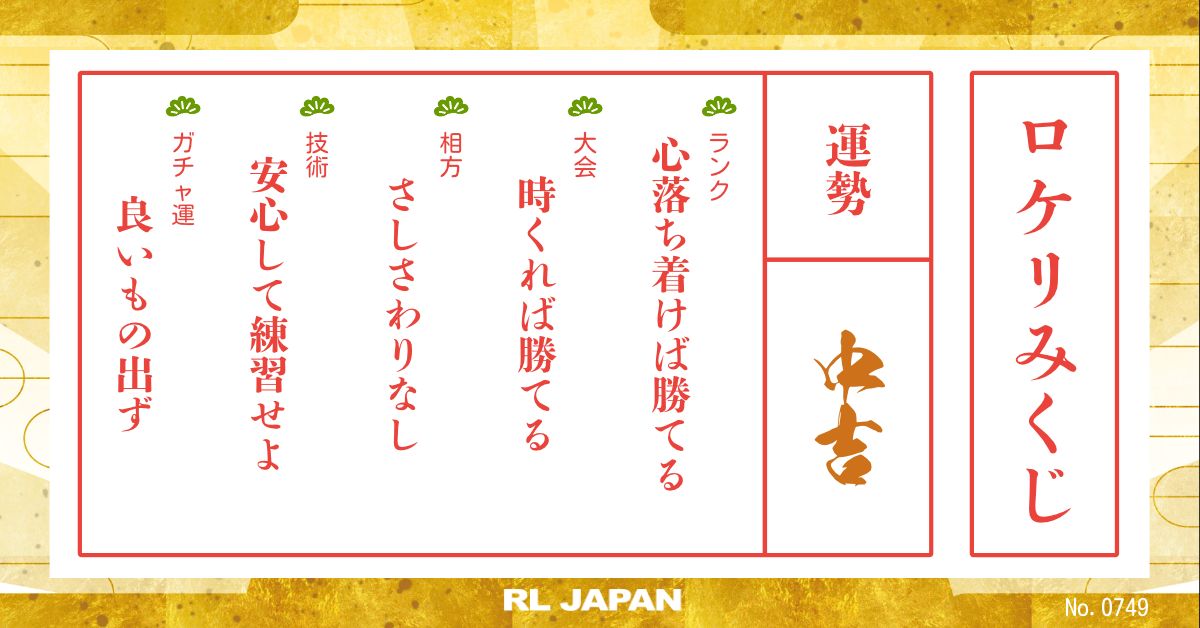 ロケリみくじ
運勢
中吉
ランク
心落ち着けば勝てる
大会
時くれば勝てる
相方
さしさわりなし
技術
安心して練習せよ
ガチャ運
良いもの出ず
RL JAPAN
No. 0749